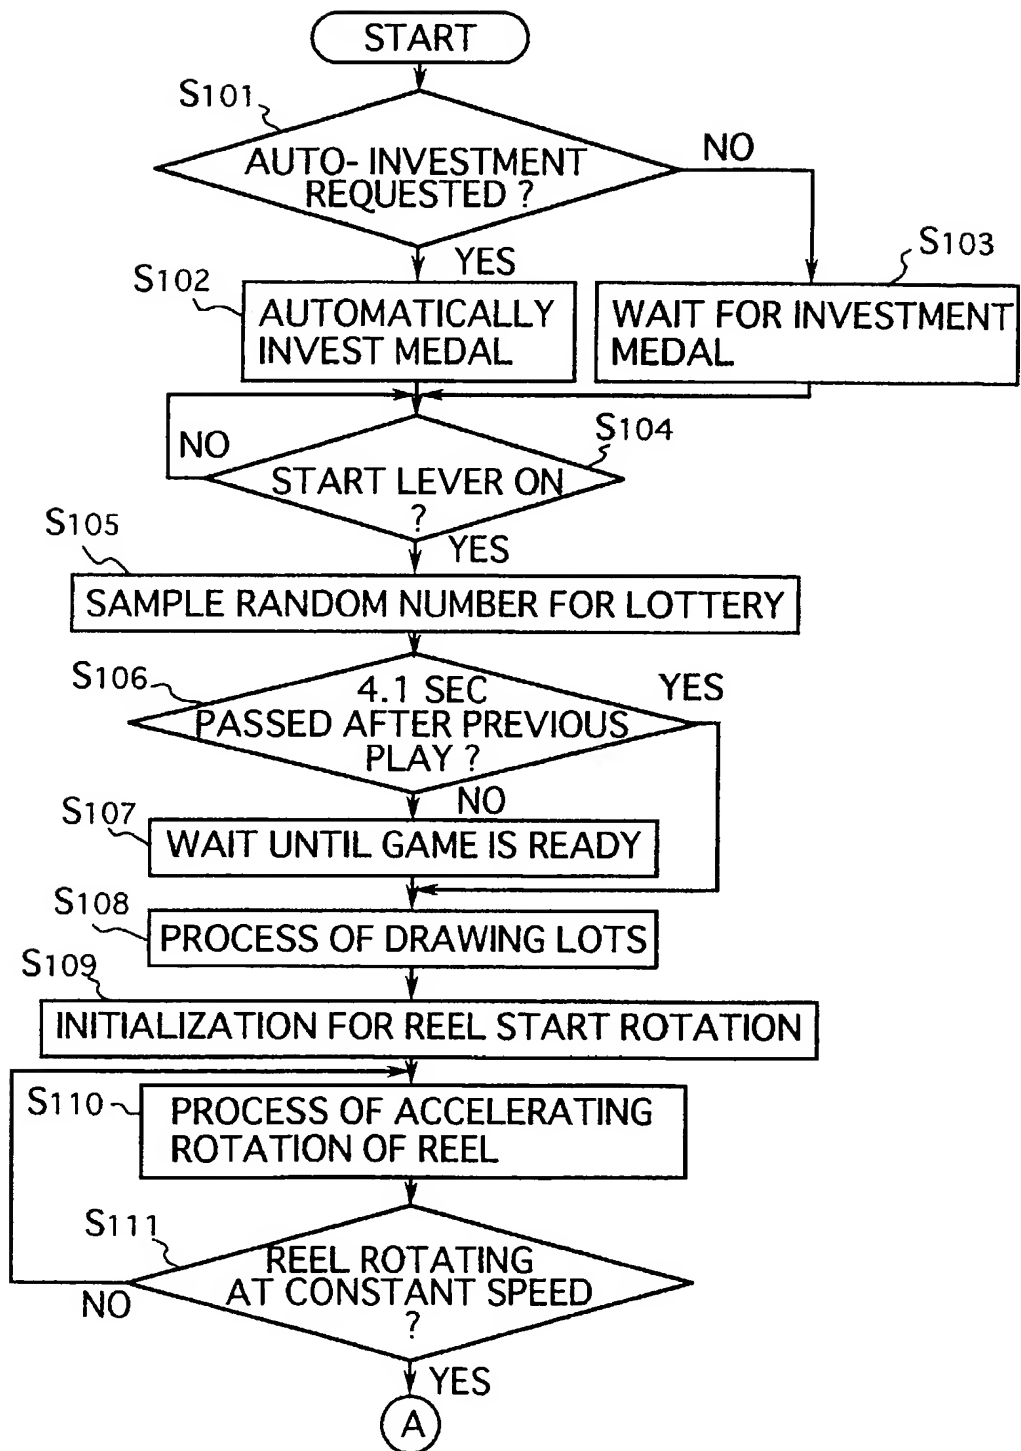 START
S101
AUTO- INVESTMENT
REQUESTED ?
NO
YES
S102
AUTOMATICALLY
INVEST MEDAL
S103
WAIT FOR INVESTMENT
MEDAL
NO
S104
START LEVER ON
?
YES
S105
SAMPLE RANDOM NUMBER FOR LOTTERY
S106
4.1 SEC
PASSED AFTER PREVIOUS
PLAY ?
YES
NO
S107
WAIT UNTIL GAME IS READY
S108
PROCESS OF DRAWING LOTS
S109
INITIALIZATION FOR REEL START ROTATION
S110
PROCESS OF ACCELERATING
ROTATION OF REEL
S111
REEL ROTATING
AT CONSTANT SPEED
?
NO
YES
A